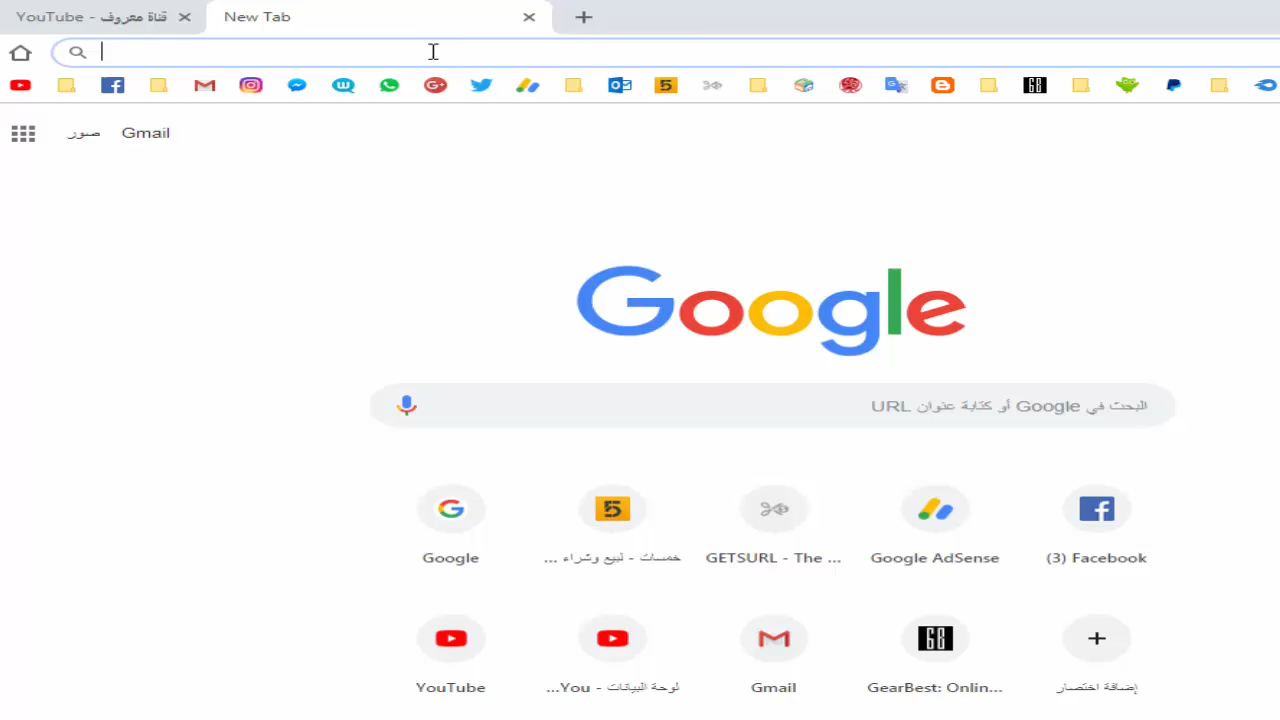 قناة معروف - YouTube
New Tab
صور Gmail
Google
البحث في Google أو كتابة عنوان URL
Google
خمسات - لبيع وشراء ...
GETSURL - The ...
Google AdSense
(3) Facebook
YouTube
لوحة البيانات - You...
Gmail
GearBest: Onlin...
إضافة اختصار